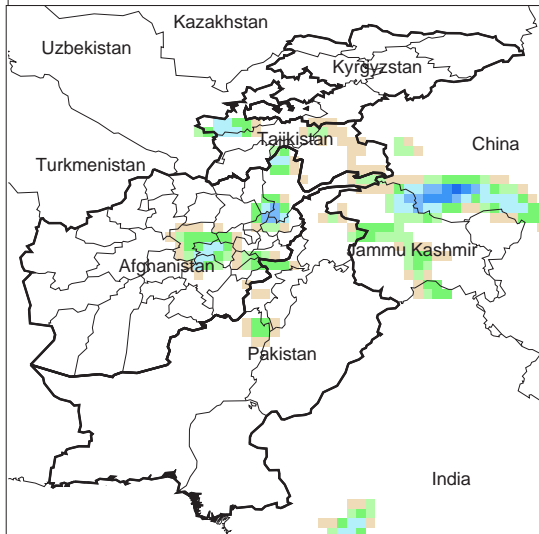 Kazakhstan
Uzbekistan
Kyrgyzstan
Tajikistan
China
Turkmenistan
Jammu Kashmir
Afghanistan
Pakistan
India